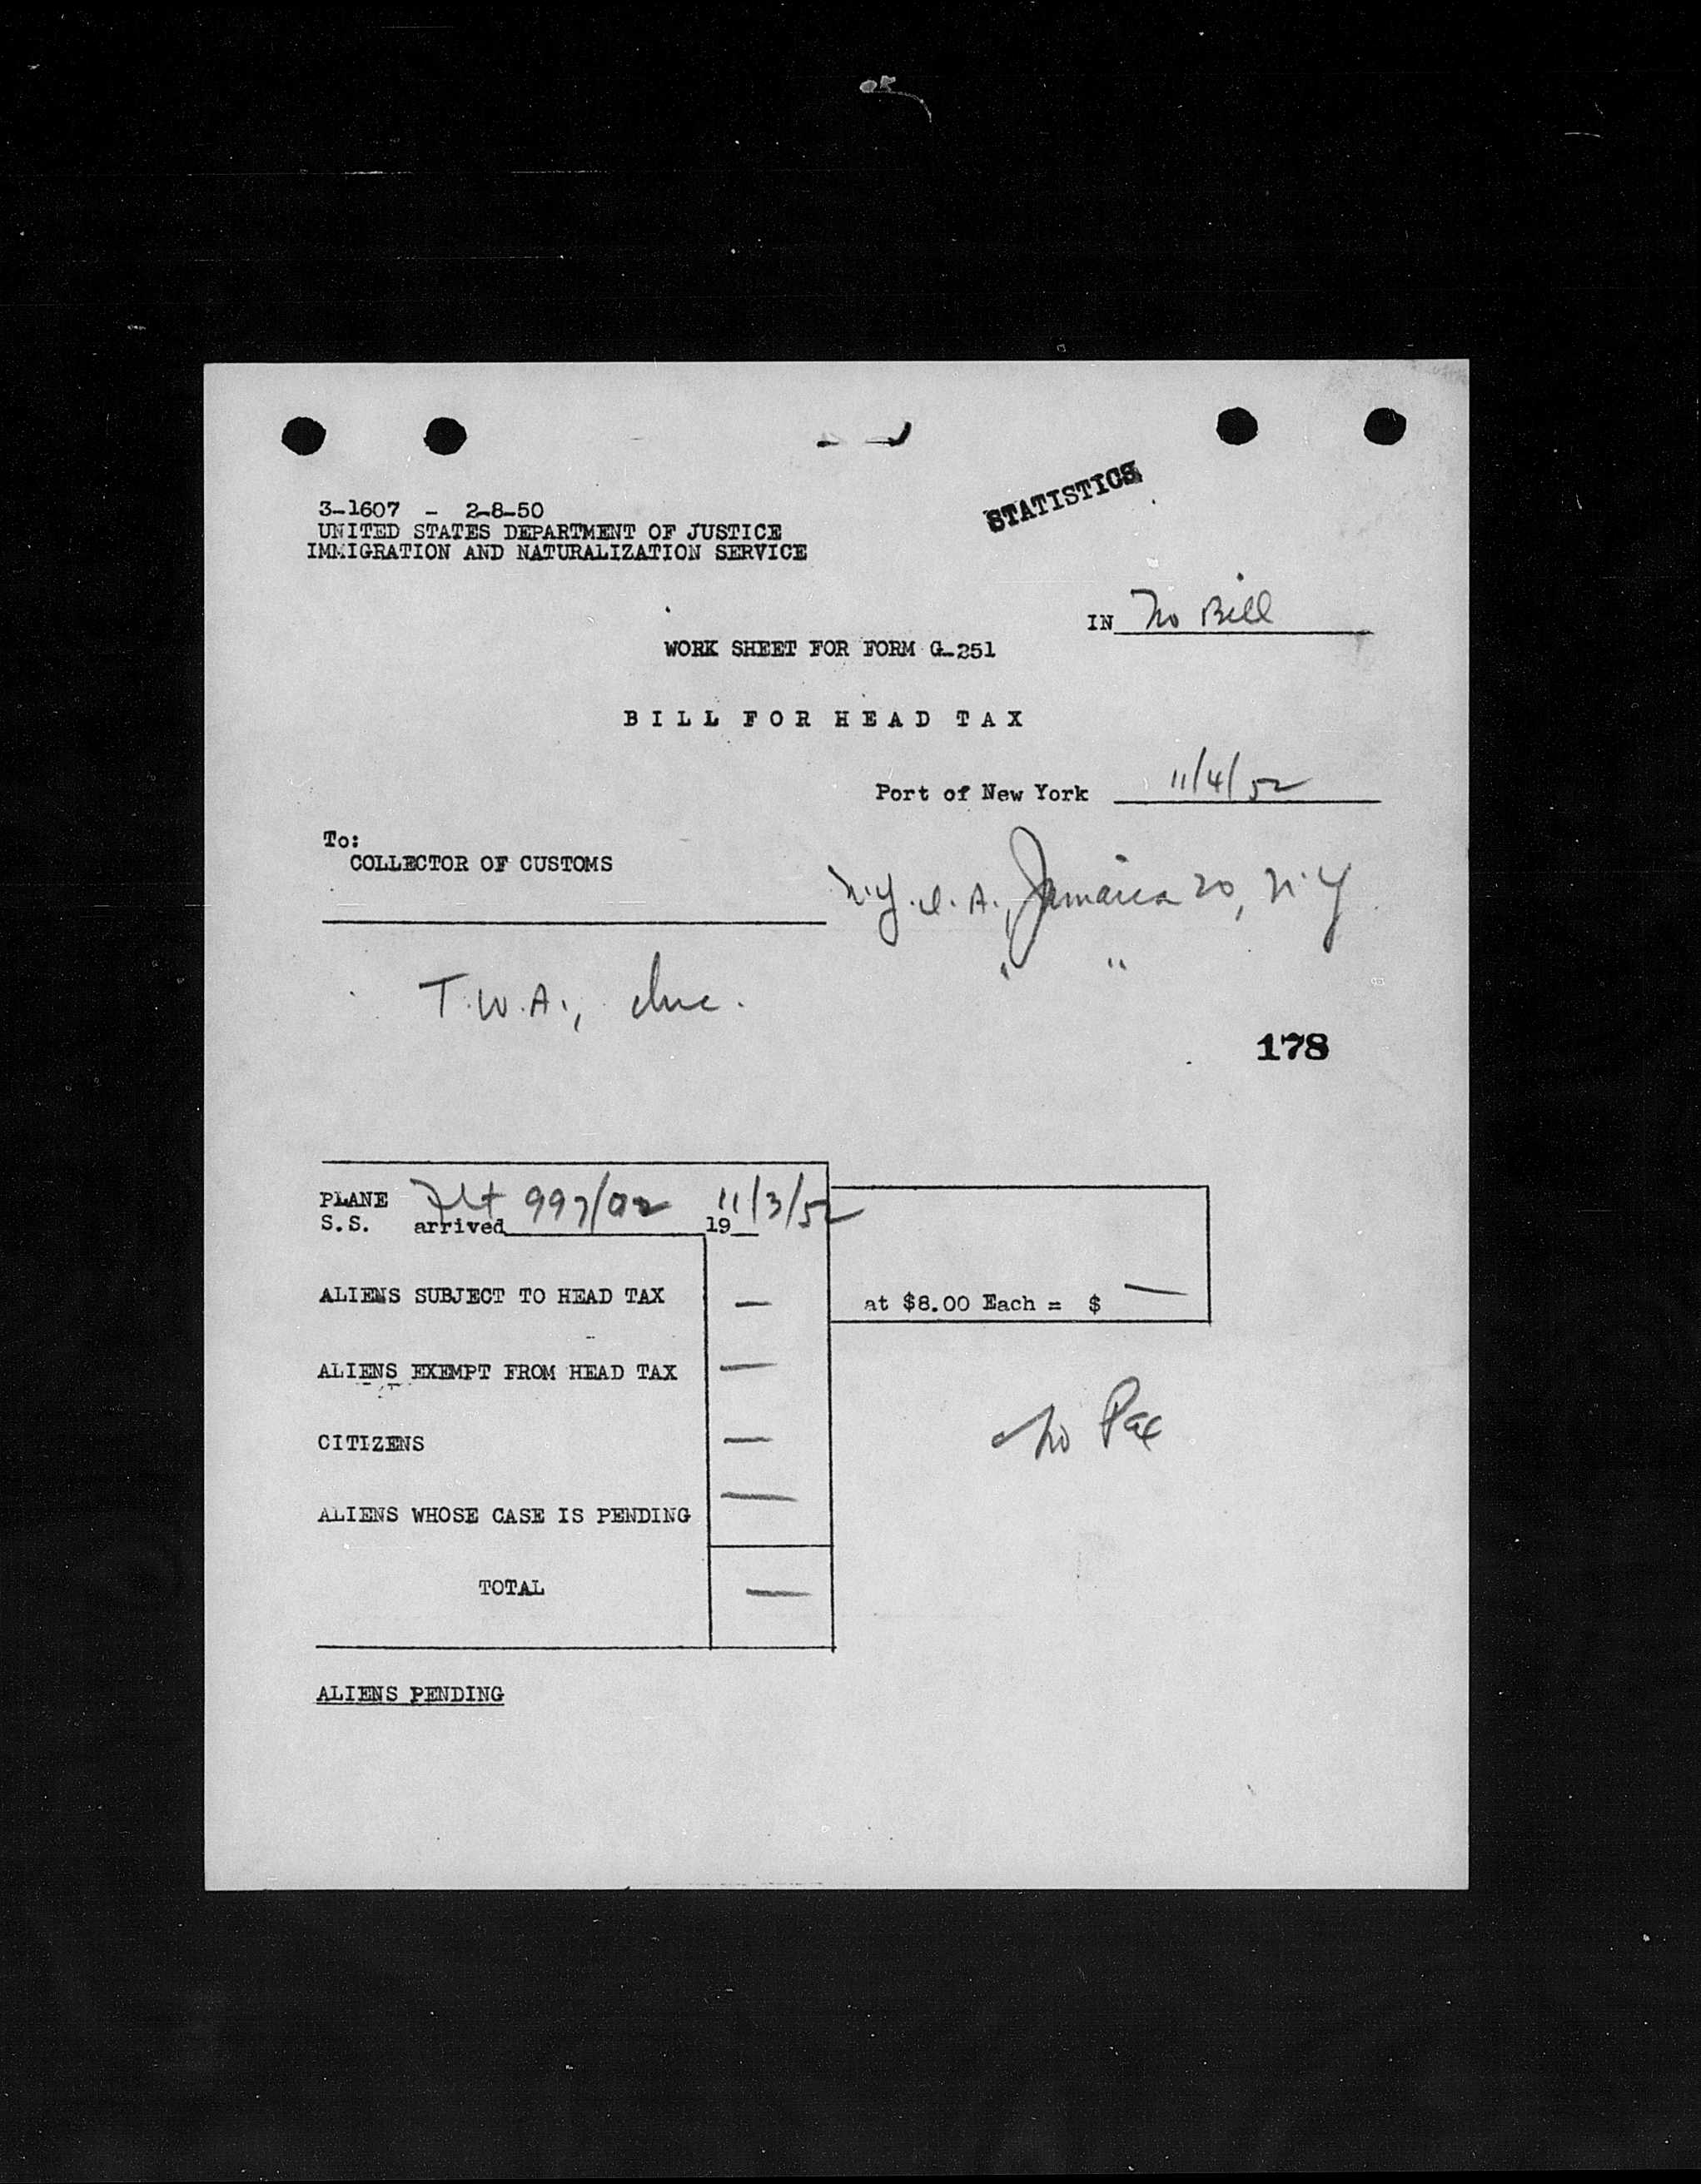 STATISTICS
3-1607 - 2-8-50
UNITED STATES DEPARTMENT OF JUSTICE
IMMIGRATION AND NATURALIZATION SERVICE
IN No Bill
WORK SHEET FOR FORM G-251
BILL FOR HEAD TAX
Port of New York 11/4/52
To:
COLLECTOR OF CUSTOMS
N.Y.I.A., Jamaica 20, N.Y
" "
T.W.A., Inc.
178
PLANE Flt 997/02 11/3/52
S.S. arrived 19
ALIENS SUBJECT TO HEAD TAX — at $8.00 Each = $ —
ALIENS EXEMPT FROM HEAD TAX —
CITIZENS — No Pax
ALIENS WHOSE CASE IS PENDING —
TOTAL —
ALIENS PENDING